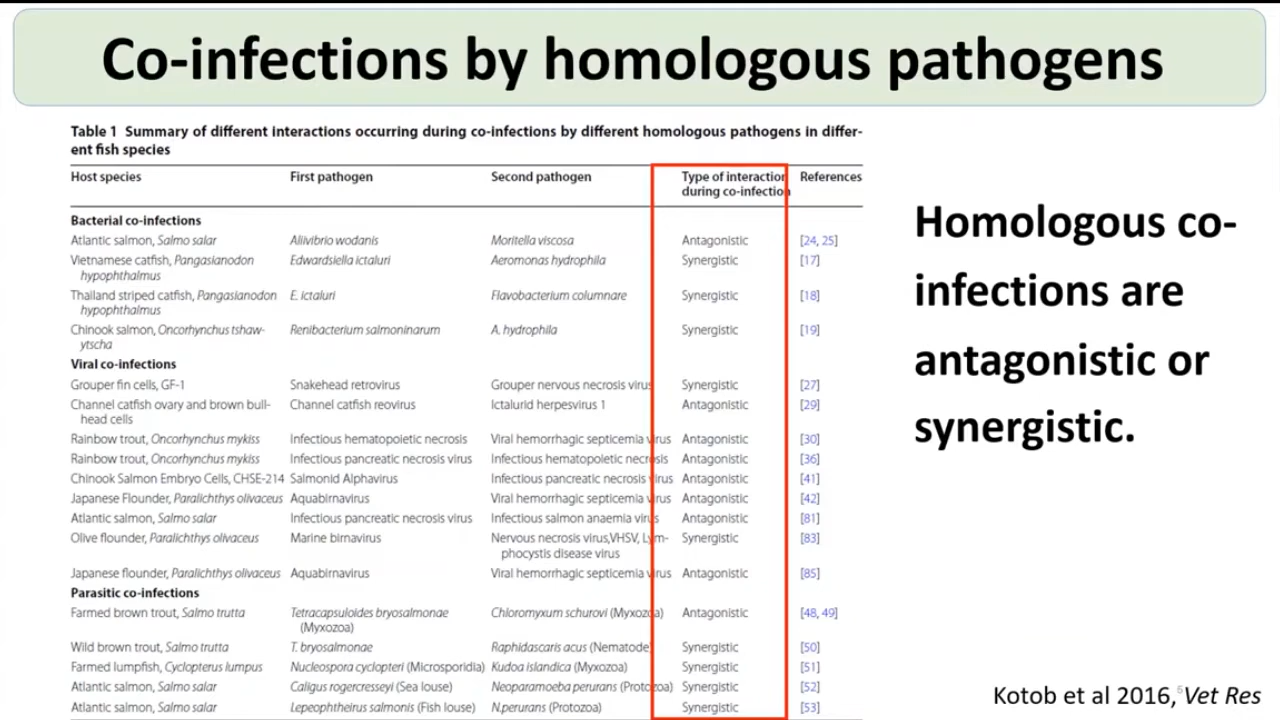 Co-infections by homologous pathogens
Table 1 Summary of different interactions occurring during co-infections by different homologous pathogens in differ-
ent fish species
Host species First pathogen Second pathogen Type of interaction References
during co-infection
Bacterial co-infections
Atlantic salmon, Salmo salar Aliivibrio wodanis Moritella viscosa Antagonistic [24, 25]
Vietnamese catfish, Pangasianodon Edwardsiella ictaluri Aeromonas hydrophila Synergistic [17]
hypophthalmus
Thailand striped catfish, Pangasianodon E. ictaluri Flavobacterium columnare Synergistic [18]
hypophthalmus
Chinook salmon, Oncorhynchus tshaw- Renibacterium salmoninarum A. hydrophila Synergistic [19]
ytscha
Viral co-infections
Grouper fin cells, GF-1 Snakehead retrovirus Grouper nervous necrosis virus Synergistic [27]
Channel catfish ovary and brown bull- Channel catfish reovirus Ictalurid herpesvirus 1 Antagonistic [29]
head cells
Rainbow trout, Oncorhynchus mykiss Infectious hematopoietic necrosis Viral hemorrhagic septicemia virus Antagonistic [30]
Rainbow trout, Oncorhynchus mykiss Infectious pancreatic necrosis virus Infectious hematopoietic necrosis Antagonistic [36]
Chinook Salmon Embryo Cells, CHSE-214 Salmonid Alphavirus Infectious pancreatic necrosis virus Antagonistic [41]
Japanese Flounder, Paralichthys olivaceus Aquabirnavirus Viral hemorrhagic septicemia virus Antagonistic [42]
Atlantic salmon, Salmo salar Infectious pancreatic necrosis virus Infectious salmon anaemia virus Antagonistic [81]
Olive flounder, Paralichthys olivaceus Marine birnavirus Nervous necrosis virus,VHSV, Lym- Synergistic [83]
phocystis disease virus
Japanese flounder, Paralichthys olivaceus Aquabirnavirus Viral hemorrhagic septicemia virus Antagonistic [85]
Parasitic co-infections
Farmed brown trout, Salmo trutta Tetracapsuloides bryosalmonae Chloromyxum schurovi (Myxozoa) Antagonistic [48, 49]
(Myxozoa)
Wild brown trout, Salmo trutta T. bryosalmonae Raphidascaris acus (Nematode) Synergistic [50]
Farmed lumpfish, Cyclopterus lumpus Nucleospora cyclopteri (Microsporidia) Kudoa islandica (Myxozoa) Synergistic [51]
Atlantic salmon, Salmo salar Caligus rogercresseyi (Sea louse) Neoparamoeba perurans (Protozoa) Synergistic [52]
Atlantic salmon, Salmo salar Lepeophtheirus salmonis (Fish louse) N.perurans (Protozoa) Synergistic [53]
Homologous co-
infections are
antagonistic or
synergistic.
Kotob et al 2016, Vet Res
6